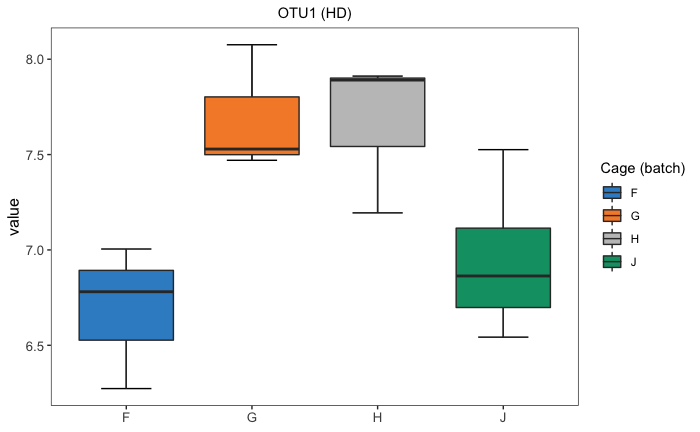 OTU1 (HD)
value
8.0
7.5
7.0
6.5
F G H J
Cage (batch)
F
G
H
J